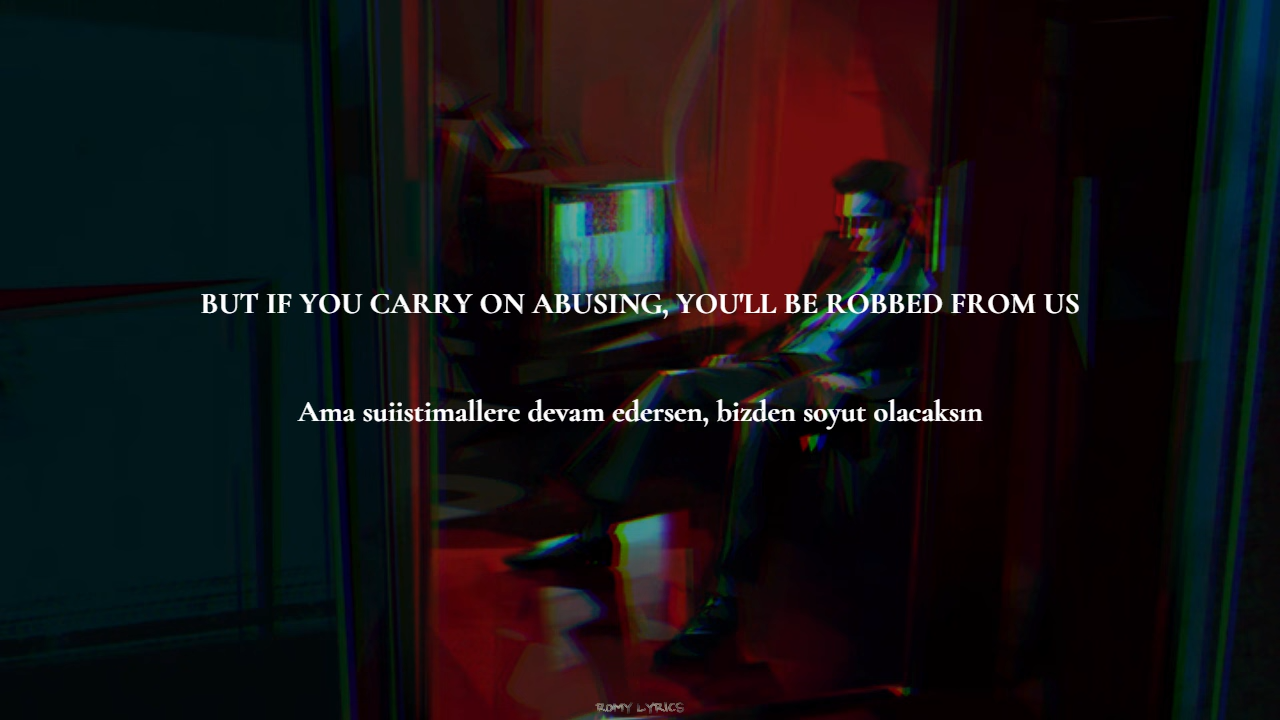 BUT IF YOU CARRY ON ABUSING, YOU'LL BE ROBBED FROM US
Ama suiistimallere devam edersen, bizden soyut olacaksın
ROMY LYRICS